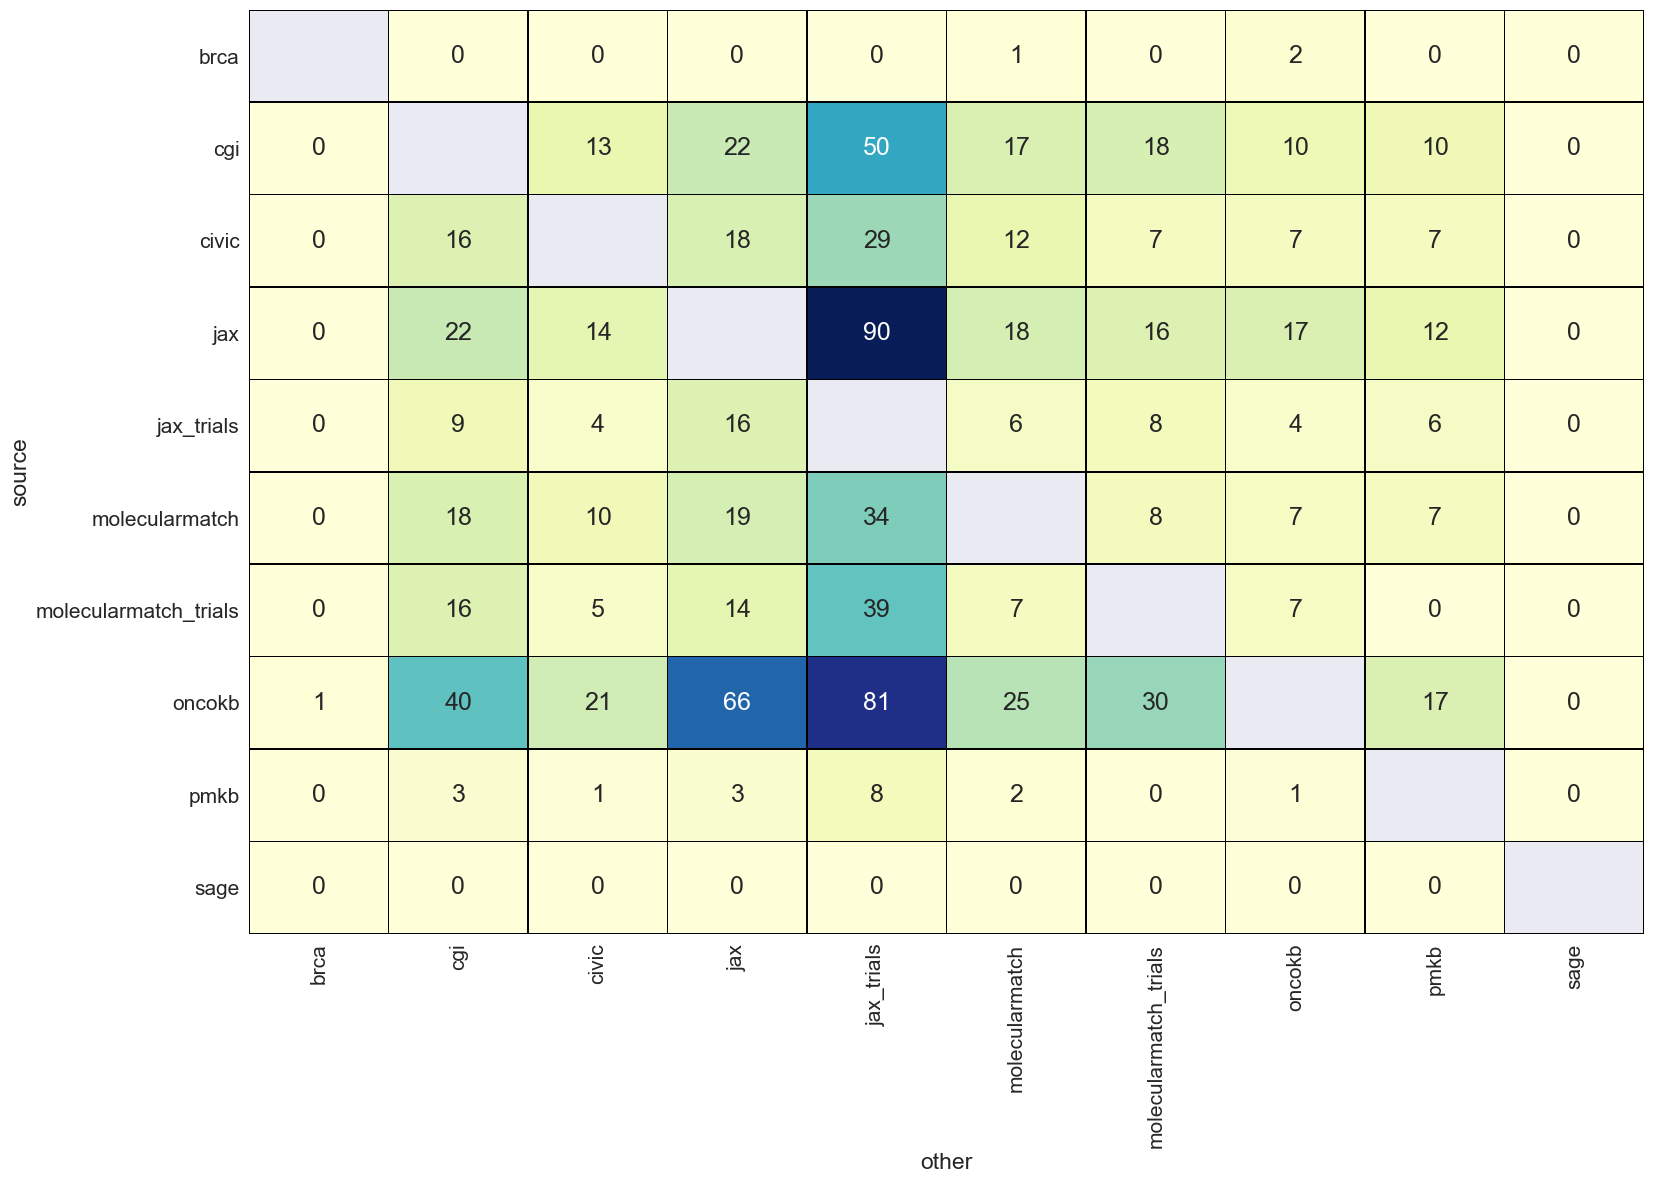 source
brca 0 0 0 0 1 0 2 0 0
cgi 0 13 22 50 17 18 10 10 0
civic 0 16 18 29 12 7 7 7 0
jax 0 22 14 90 18 16 17 12 0
jax_trials 0 9 4 16 6 8 4 6 0
molecularmatch 0 18 10 19 34 8 7 7 0
molecularmatch_trials 0 16 5 14 39 7 7 0 0
oncokb 1 40 21 66 81 25 30 17 0
pmkb 0 3 1 3 8 2 0 1 0
sage 0 0 0 0 0 0 0 0 0
brca cgi civic jax jax_trials molecularmatch molecularmatch_trials oncokb pmkb sage
other